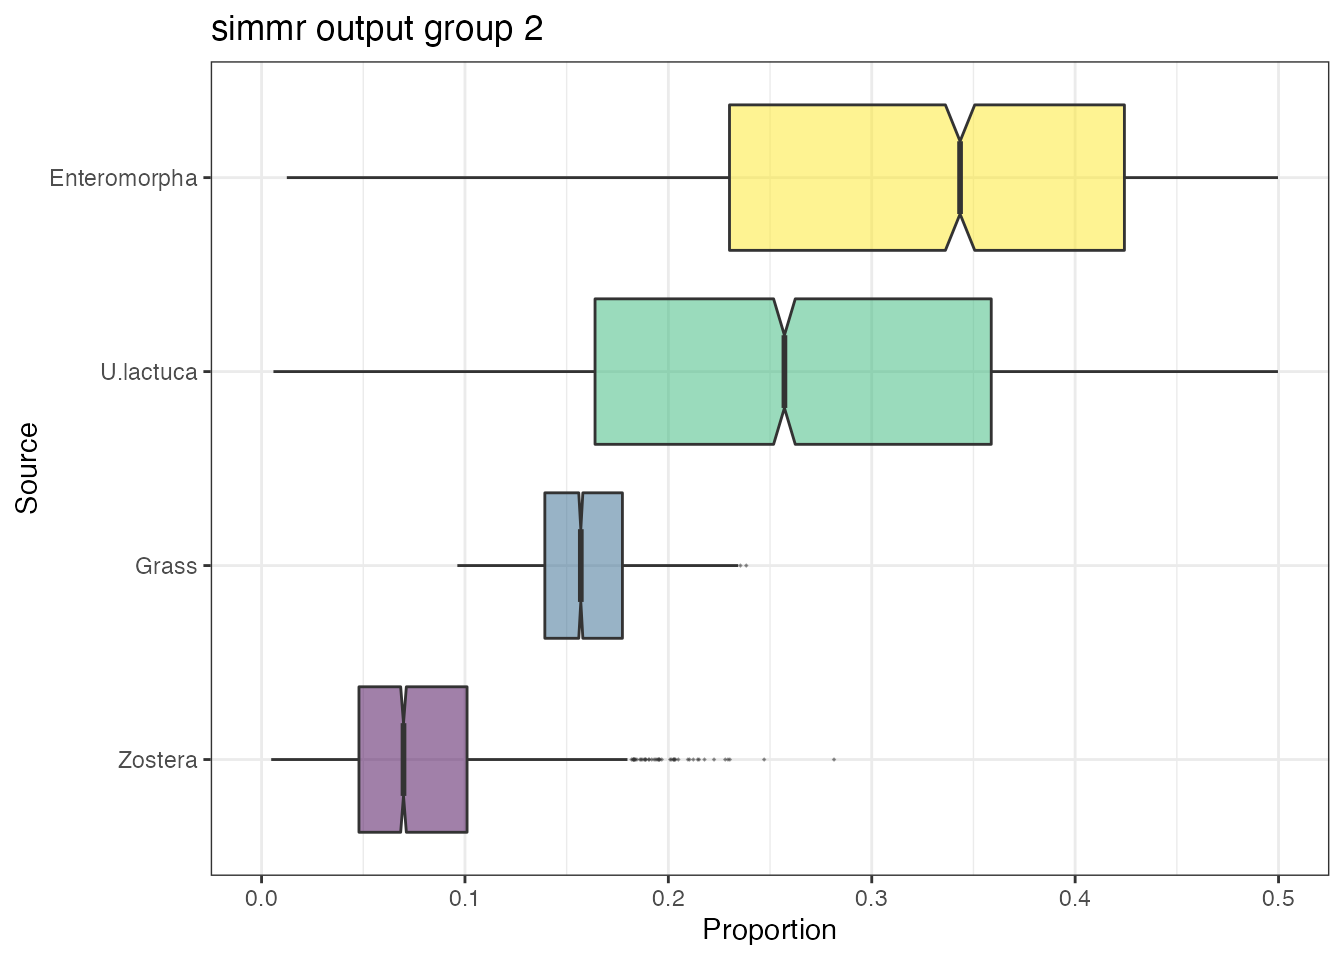 simmr output group 2
Source
Enteromorpha
U.lactuca
Grass
Zostera
0.0 0.1 0.2 0.3 0.4 0.5
Proportion